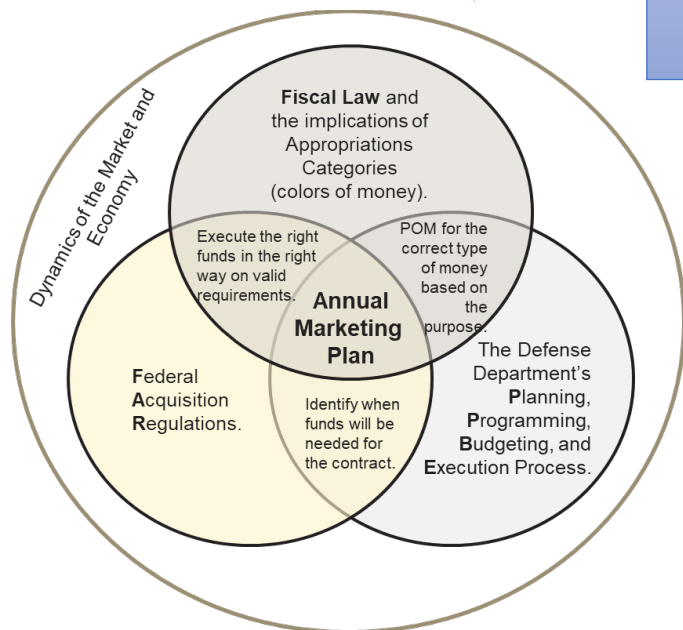 Dynamics of the Market and
Economy
Fiscal Law and
the implications of
Appropriations
Categories
(colors of money).
Execute the right
funds in the right
way on valid
requirements.
POM for the
correct type
of money
based on
the
purpose.
Annual
Marketing
Plan
Federal
Acquisition
Regulations.
Identify when
funds will be
needed for
the contract.
The Defense
Department’s
Planning,
Programming,
Budgeting, and
Execution Process.